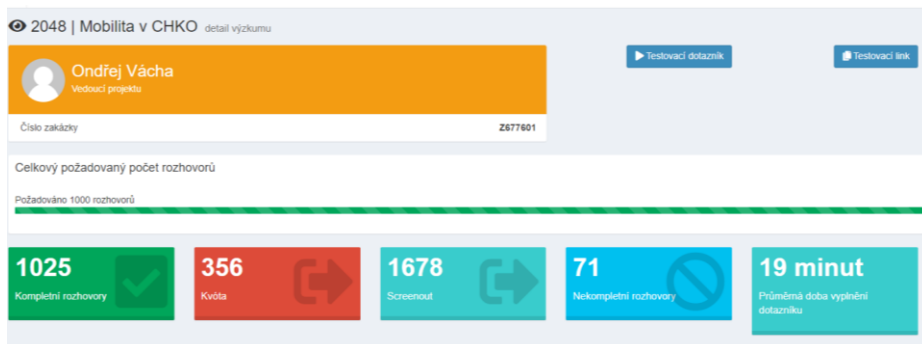 2048 | Mobilita v CHKO detail výzkumu
Testovací dotazník
Testovací link
Ondřej Vácha
Vedoucí projektu
Číslo zakázky Z677601
Celkový požadovaný počet rozhovorů
Požadováno 1000 rozhovorů
1025
Kompletní rozhovory
356
Kvóta
1678
Screenout
71
Nekompletní rozhovory
19 minut
Průměrná doba vyplnění
dotazníku